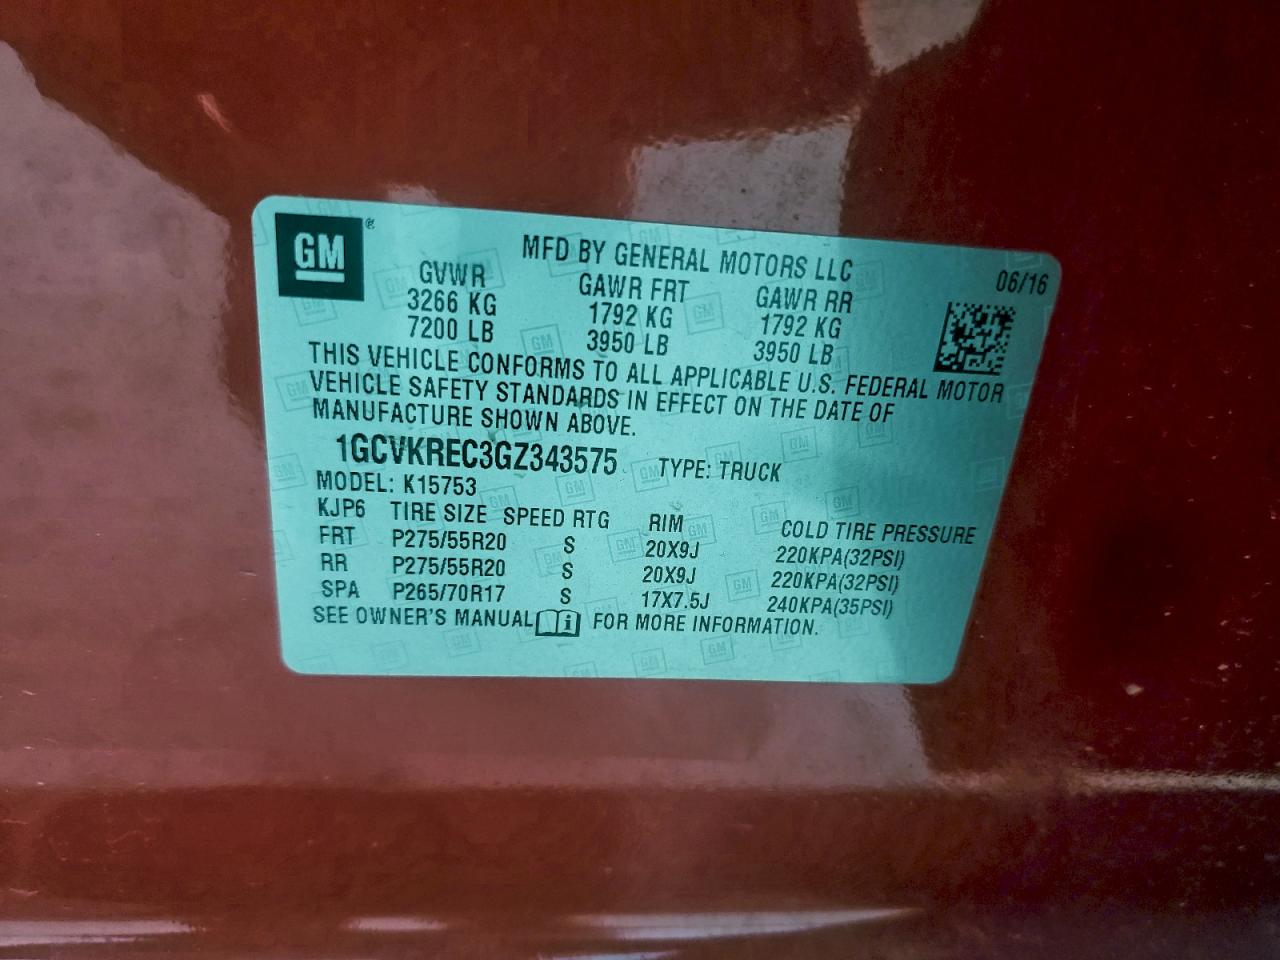 GM ®
MFD BY GENERAL MOTORS LLC
06/16
GVWR GAWR FRT GAWR RR
3266 KG 1792 KG 1792 KG
7200 LB 3950 LB 3950 LB
THIS VEHICLE CONFORMS TO ALL APPLICABLE U.S. FEDERAL MOTOR
VEHICLE SAFETY STANDARDS IN EFFECT ON THE DATE OF
MANUFACTURE SHOWN ABOVE.
1GCVKREC3GZ343575 TYPE: TRUCK
MODEL: K15753
KJP6 TIRE SIZE SPEED RTG RIM COLD TIRE PRESSURE
FRT P275/55R20 S 20X9J 220KPA(32PSI)
RR P275/55R20 S 20X9J 220KPA(32PSI)
SPA P265/70R17 S 17X7.5J 240KPA(35PSI)
SEE OWNER'S MANUAL i FOR MORE INFORMATION.